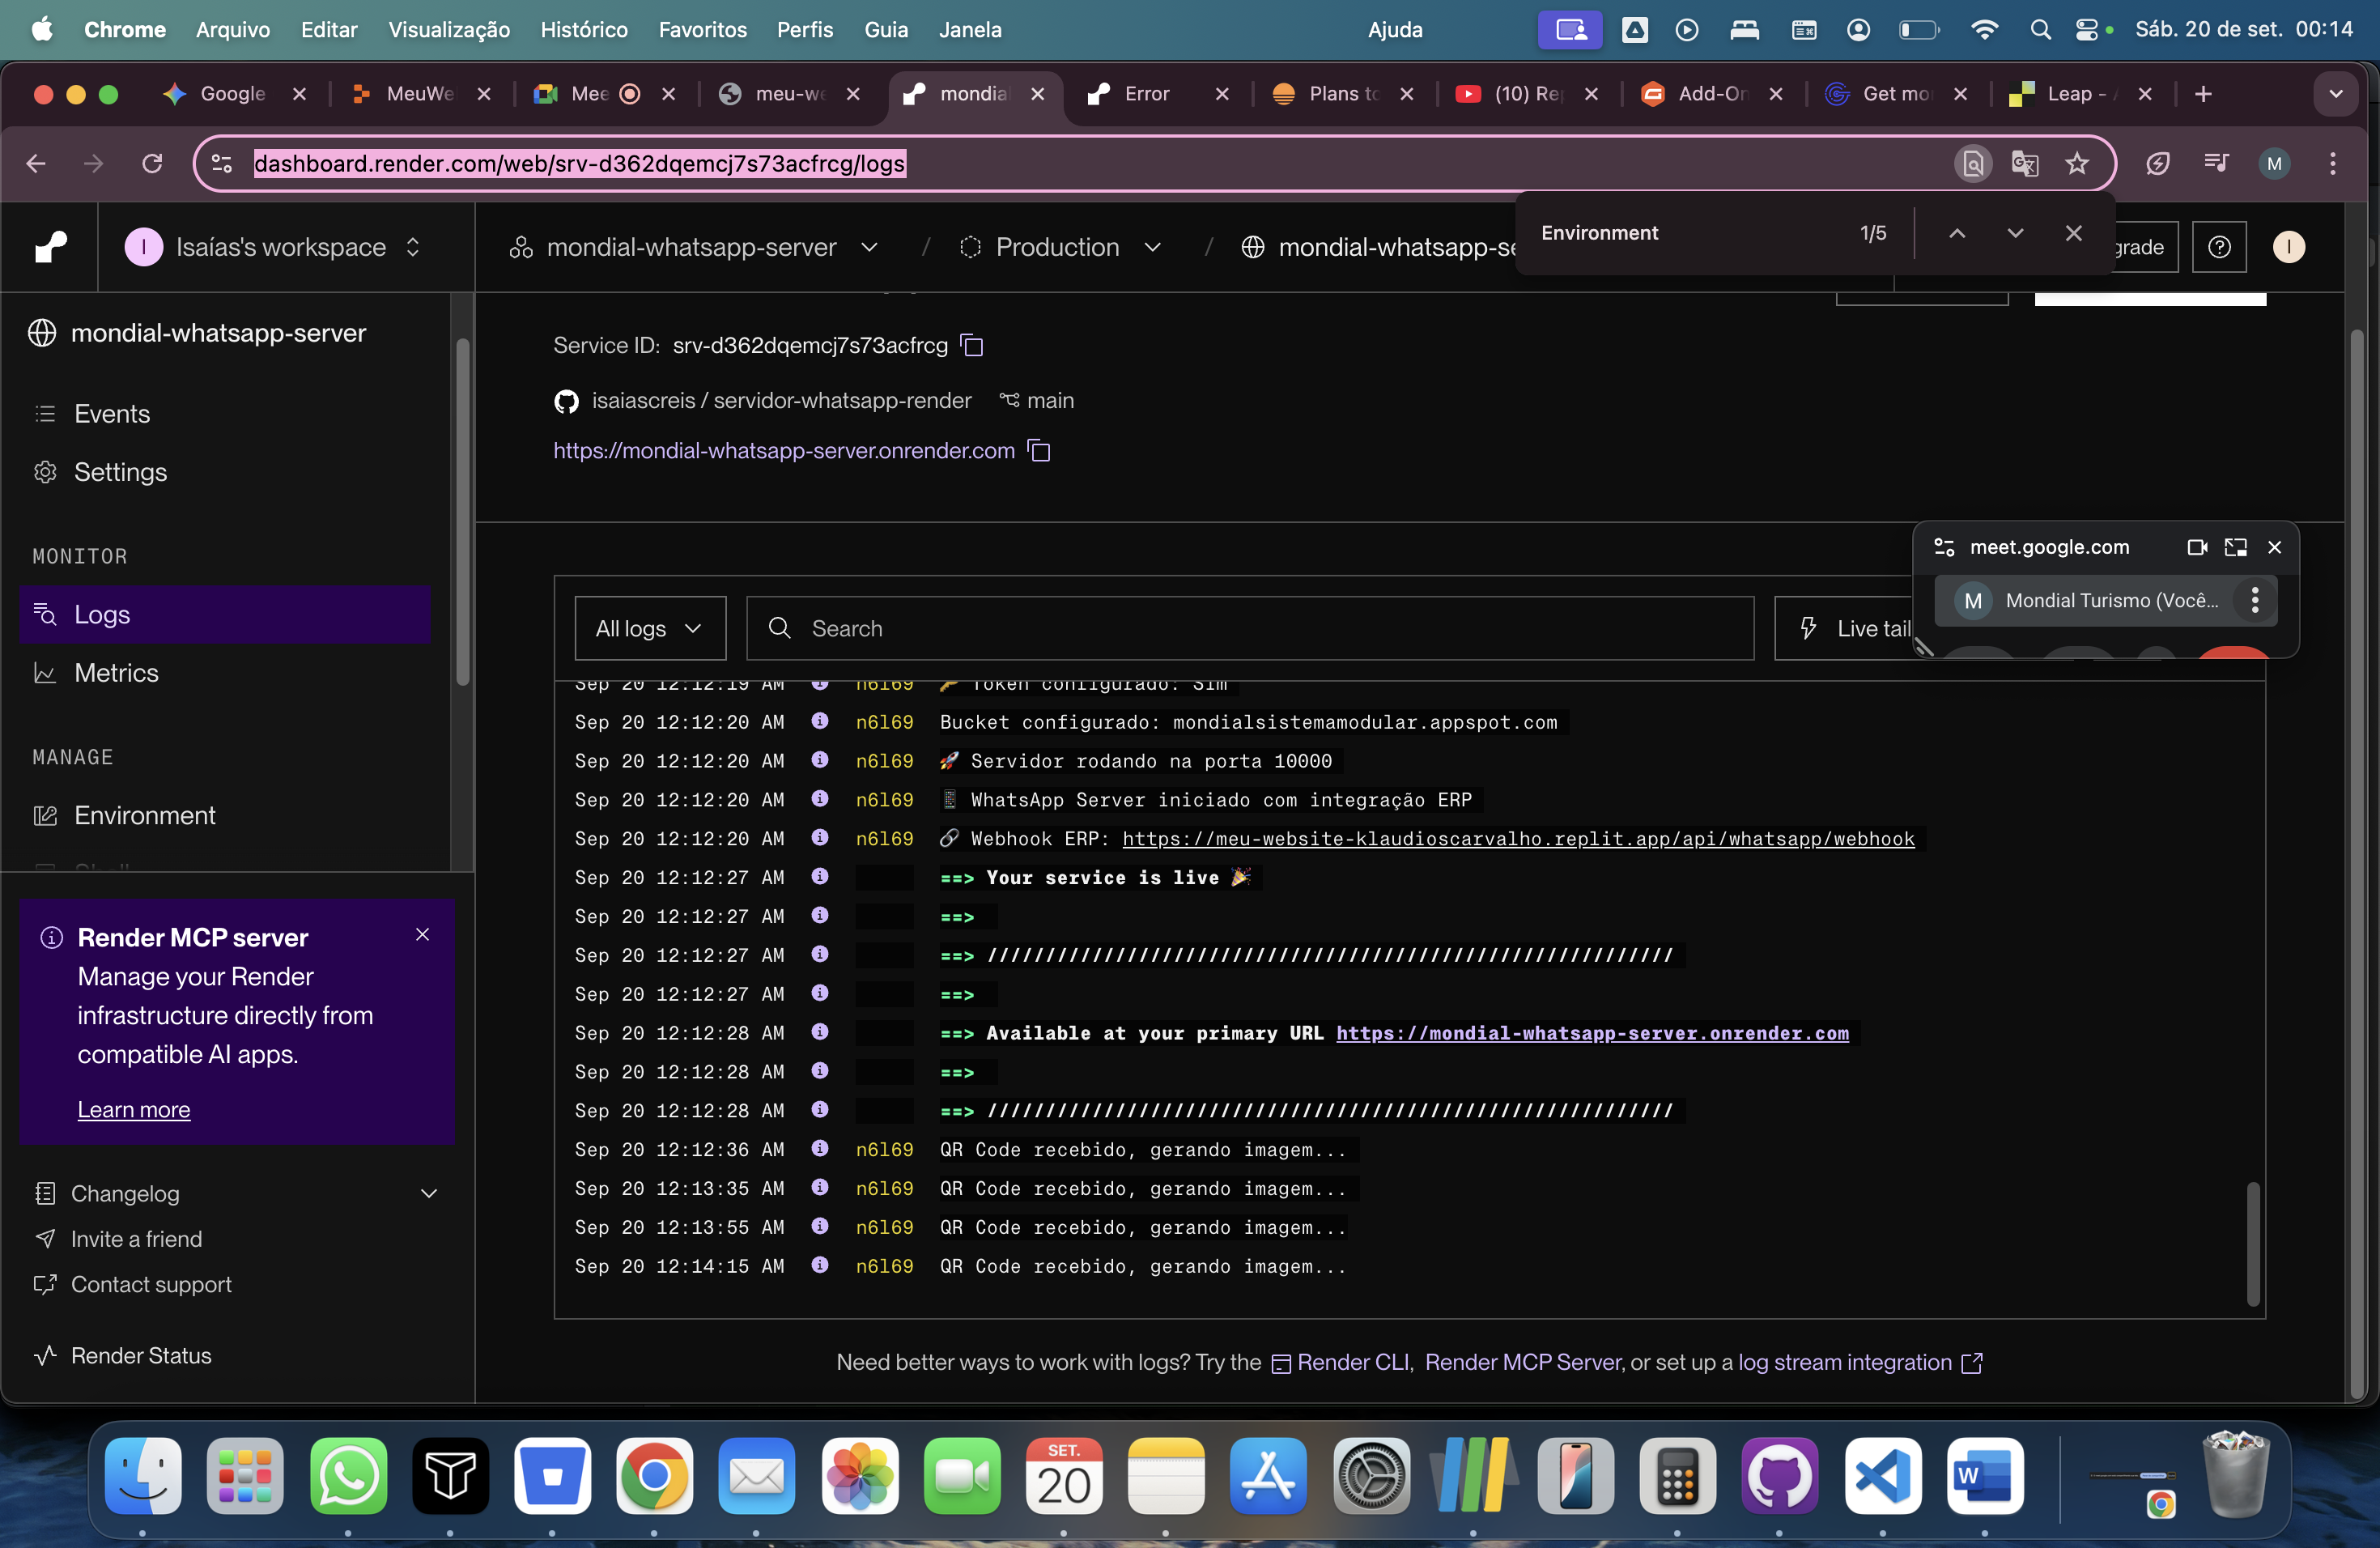 Chrome Arquivo Editar Visualização Histórico Favoritos Perfis Guia Janela Ajuda Sáb. 20 de set. 00:14
Google MeuWe Mee meu-we mondial Error Plans to (10) Rep Add-On Get mo Leap -
dashboard.render.com/web/srv-d362dqemcj7s73acfrcg/logs
M
Environment 1/5
I Isaías's workspace mondial-whatsapp-server / Production / mondial-whatsapp-se grade I
mondial-whatsapp-server
Events
Settings
MONITOR
Logs
Metrics
MANAGE
Environment
Shell
Render MCP server
Manage your Render
infrastructure directly from
compatible AI apps.
Learn more
Changelog
Invite a friend
Contact support
Render Status
Service ID: srv-d362dqemcj7s73acfrcg
isaiascreis / servidor-whatsapp-render main
https://mondial-whatsapp-server.onrender.com
meet.google.com
M Mondial Turismo (Você...
All logs Search Live tail
Sep 20 12:12:19 AM n6l69 🔑 Token configurado: Sim
Sep 20 12:12:20 AM n6l69 Bucket configurado: mondialsistemamodular.appspot.com
Sep 20 12:12:20 AM n6l69 🚀 Servidor rodando na porta 10000
Sep 20 12:12:20 AM n6l69 📱 WhatsApp Server iniciado com integração ERP
Sep 20 12:12:20 AM n6l69 🔗 Webhook ERP: https://meu-website-klaudioscarvalho.replit.app/api/whatsapp/webhook
Sep 20 12:12:27 AM ==> Your service is live 🎉
Sep 20 12:12:27 AM ==>
Sep 20 12:12:27 AM ==> ///////////////////////////////////////////////////////////
Sep 20 12:12:27 AM ==>
Sep 20 12:12:28 AM ==> Available at your primary URL https://mondial-whatsapp-server.onrender.com
Sep 20 12:12:28 AM ==>
Sep 20 12:12:28 AM ==> ///////////////////////////////////////////////////////////
Sep 20 12:12:36 AM n6l69 QR Code recebido, gerando imagem...
Sep 20 12:13:35 AM n6l69 QR Code recebido, gerando imagem...
Sep 20 12:13:55 AM n6l69 QR Code recebido, gerando imagem...
Sep 20 12:14:15 AM n6l69 QR Code recebido, gerando imagem...
Need better ways to work with logs? Try the Render CLI, Render MCP Server, or set up a log stream integration
SET.
20
W